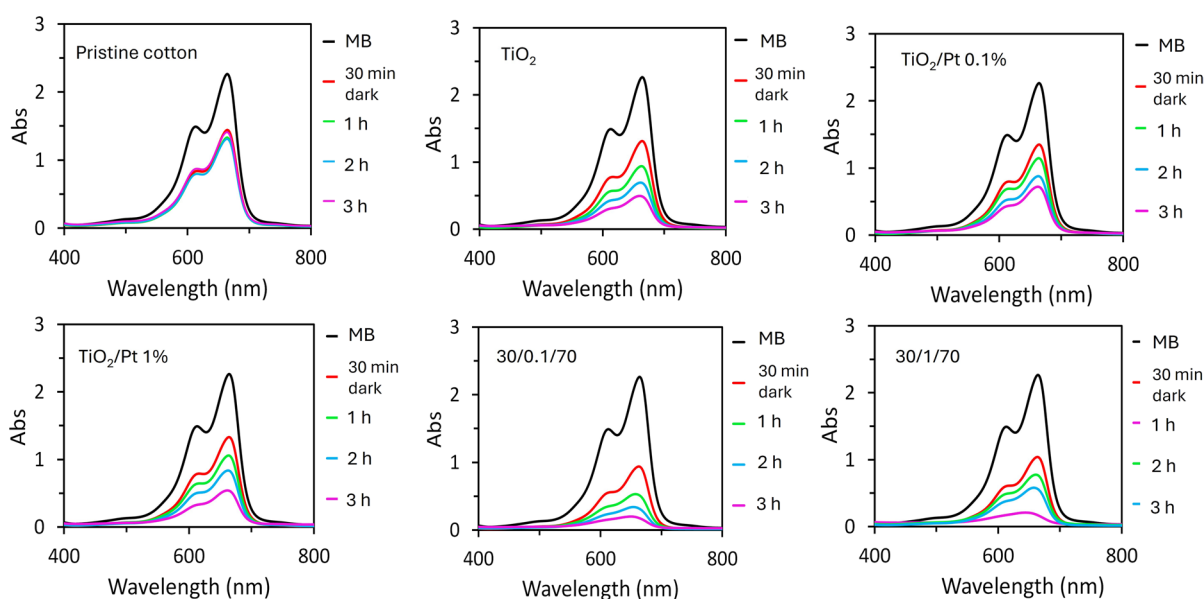 Pristine cotton
3
2
1
0
Abs
400
600
800
Wavelength (nm)
MB
30 min
dark
1 h
2 h
3 h
TiO₂
3
2
1
0
Abs
400
600
800
Wavelength (nm)
MB
30 min
dark
1 h
2 h
3 h
TiO₂/Pt 0.1%
3
2
1
0
Abs
400
600
800
Wavelength (nm)
MB
30 min
dark
1 h
2 h
3 h
TiO₂/Pt 1%
3
2
1
0
Abs
400
600
800
Wavelength (nm)
MB
30 min
dark
1 h
2 h
3 h
30/0.1/70
3
2
1
0
Abs
400
600
800
Wavelength (nm)
MB
30 min
dark
1 h
2 h
3 h
30/1/70
3
2
1
0
Abs
400
600
800
Wavelength (nm)
MB
30 min
dark
1 h
2 h
3 h